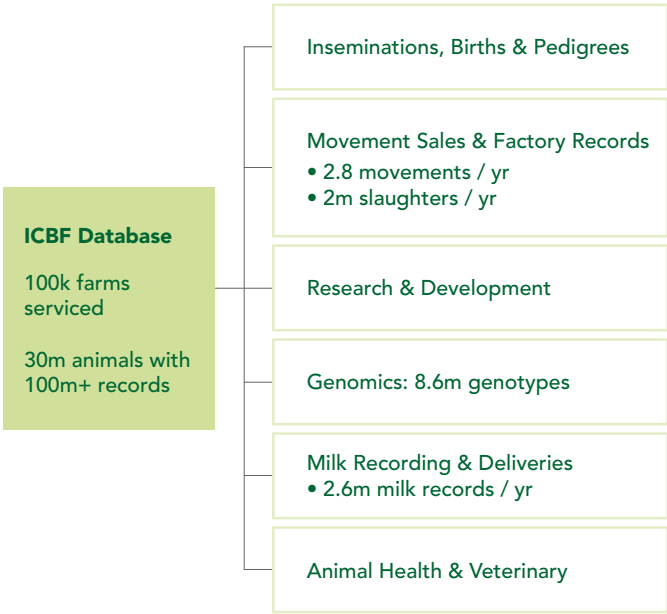 ICBF Database
100k farms
serviced
30m animals with
100m+ records
Inseminations, Births & Pedigrees
Movement Sales & Factory Records
• 2.8 movements / yr
• 2m slaughters / yr
Research & Development
Genomics: 8.6m genotypes
Milk Recording & Deliveries
• 2.6m milk records / yr
Animal Health & Veterinary